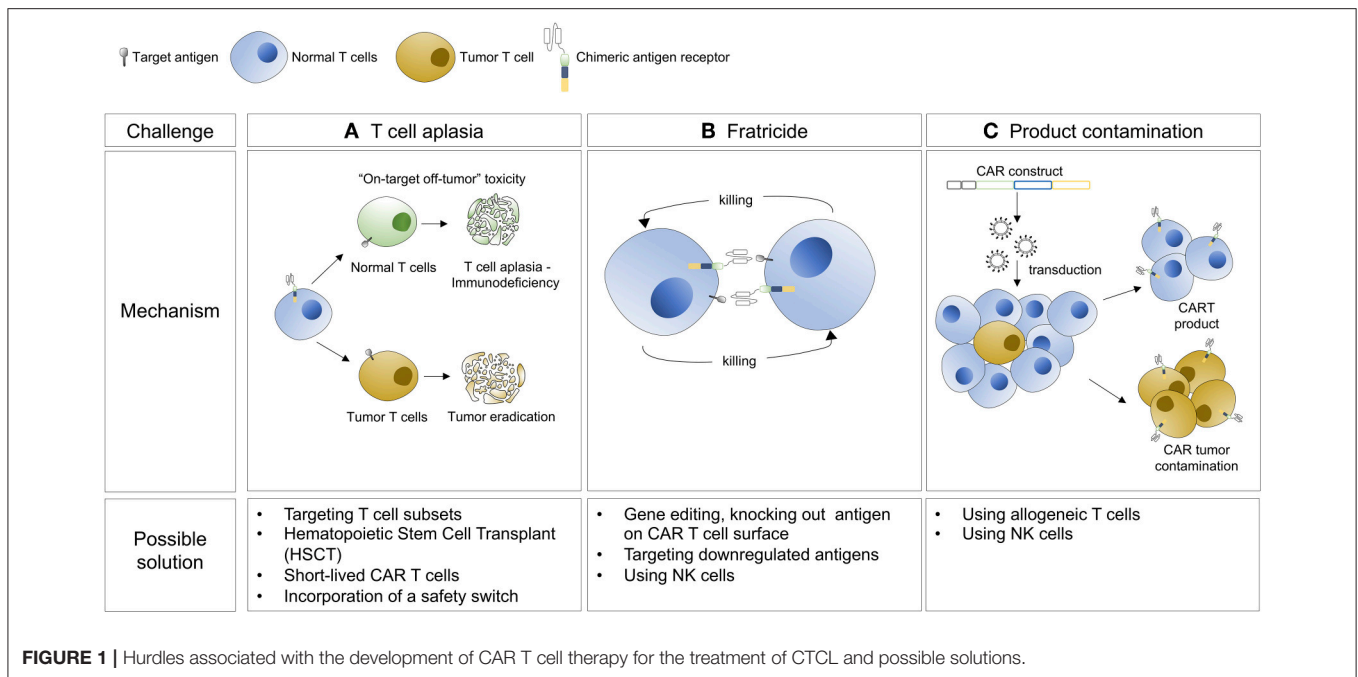 Target antigen
Normal T cells
Tumor T cell
Chimeric antigen receptor
Challenge
A T cell aplasia
B Fratricide
C Product contamination
Mechanism
"On-target off-tumor" toxicity
Normal T cells
T cell aplasia -
Immunodeficiency
Tumor T cells
Tumor eradication
killing
killing
CAR construct
transduction
CART
product
CAR tumor
contamination
Possible
solution
• Targeting T cell subsets
• Hematopoietic Stem Cell Transplant
(HSCT)
• Short-lived CAR T cells
• Incorporation of a safety switch
• Gene editing, knocking out antigen
on CAR T cell surface
• Targeting downregulated antigens
• Using NK cells
• Using allogeneic T cells
• Using NK cells
FIGURE 1 | Hurdles associated with the development of CAR T cell therapy for the treatment of CTCL and possible solutions.